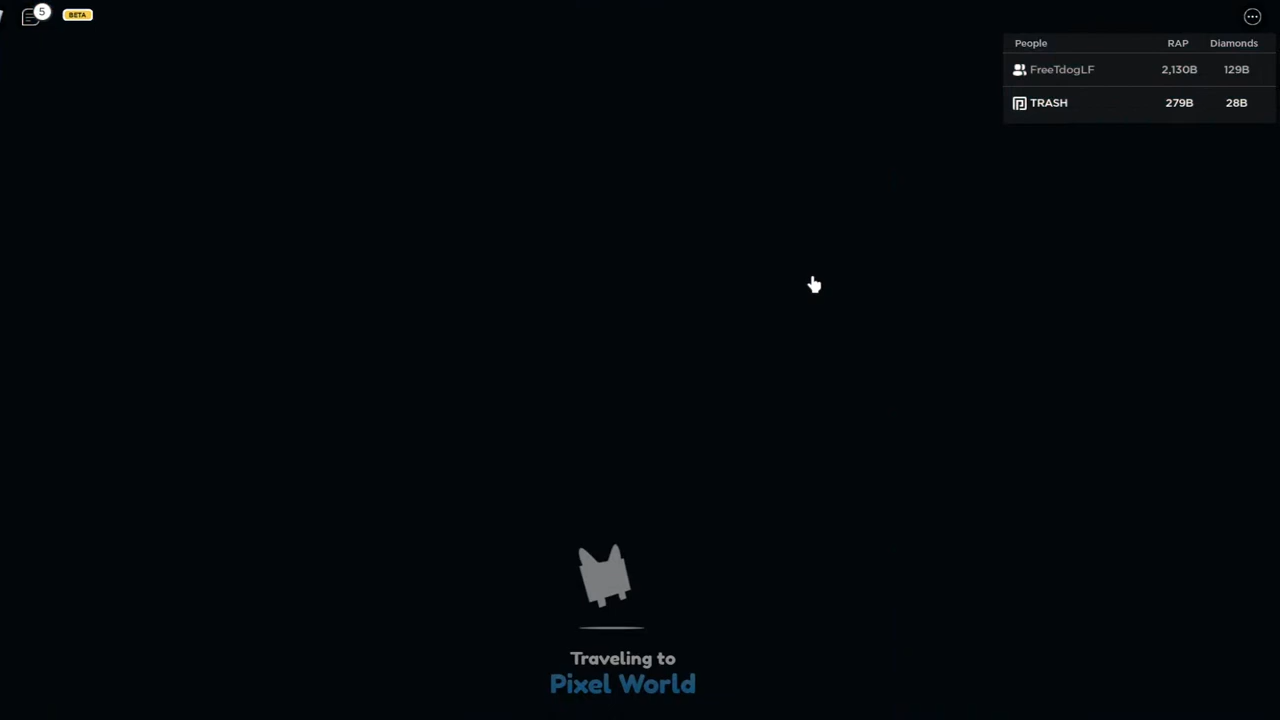 5
BETA
People RAP Diamonds
FreeTdogLF 2,130B 129B
TRASH 279B 28B
Traveling to
Pixel World